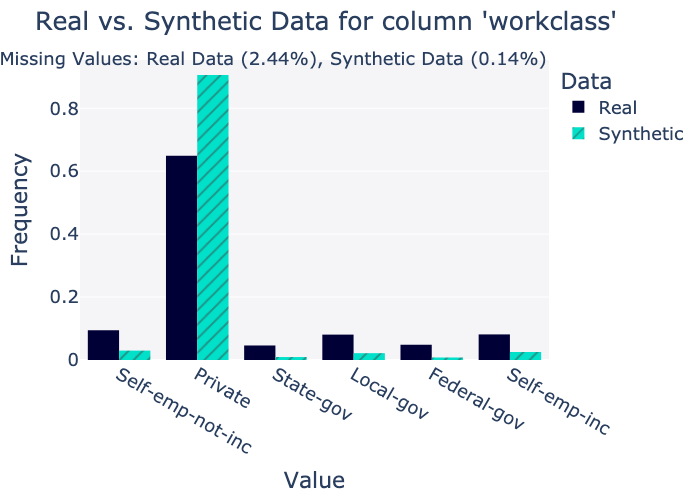 Real vs. Synthetic Data for column 'workclass'
Missing Values: Real Data (2.44%), Synthetic Data (0.14%)
Data
Real
Synthetic
Frequency
0.8
0.6
0.4
0.2
0
Self-emp-not-inc
Private
State-gov
Local-gov
Federal-gov
Self-emp-inc
Value